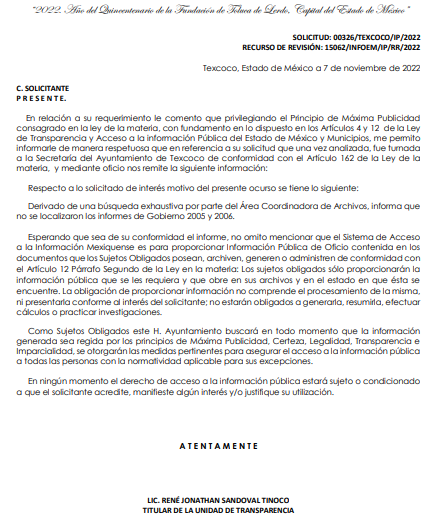 "2022. Año del Quincentenario de la Fundación de Toluca de Lerdo, Capital del Estado de México"
SOLICITUD: 00326/TEXCOCO/IP/2022
RECURSO DE REVISIÓN: 15062/INFOEM/IP/RR/2022
Texcoco, Estado de México a 7 de noviembre de 2022
C. SOLICITANTE
P R E S E N T E.
En relación a su requerimiento le comento que privilegiando el Principio de Máxima Publicidad
consagrado en la ley de la materia, con fundamento en lo dispuesto en los Artículos 4 y 12 de la Ley
de Transparencia y Acceso a la información Pública del Estado de México y Municipios, me permito
informarle de manera respetuosa que en referencia a su solicitud que una vez analizada, fue turnada
a la Secretaría del Ayuntamiento de Texcoco de conformidad con el Artículo 162 de la Ley de la
materia, y mediante oficio nos remite la siguiente información:
Respecto a lo solicitado de interés motivo del presente ocurso se tiene lo siguiente:
Derivado de una búsqueda exhaustiva por parte del Área Coordinadora de Archivos, informa que
no se localizaron los informes de Gobierno 2005 y 2006.
Esperando que sea de su conformidad el informe, no omito mencionar que el Sistema de Acceso
a la Información Mexiquense es para proporcionar Información Pública de Oficio contenida en los
documentos que los Sujetos Obligados posean, archiven, generen o administren de conformidad con
el Artículo 12 Párrafo Segundo de la Ley en la materia: Los sujetos obligados sólo proporcionarán la
información pública que se les requiera y que obre en sus archivos y en el estado en que ésta se
encuentre. La obligación de proporcionar información no comprende el procesamiento de la misma,
ni presentarla conforme al interés del solicitante; no estarán obligados a generarla, resumirla, efectuar
cálculos o practicar investigaciones.
Como Sujetos Obligados este H. Ayuntamiento buscará en todo momento que la información
generada sea regida por los principios de Máxima Publicidad, Certeza, Legalidad, Transparencia e
Imparcialidad, se otorgarán las medidas pertinentes para asegurar el acceso a la información pública
a todas las personas con la normatividad aplicable para sus excepciones.
En ningún momento el derecho de acceso a la información pública estará sujeto o condicionado
a que el solicitante acredite, manifieste algún interés y/o justifique su utilización.
A T E N T A M E N T E
LIC. RENÉ JONATHAN SANDOVAL TINOCO
TITULAR DE LA UNIDAD DE TRANSPARENCIA